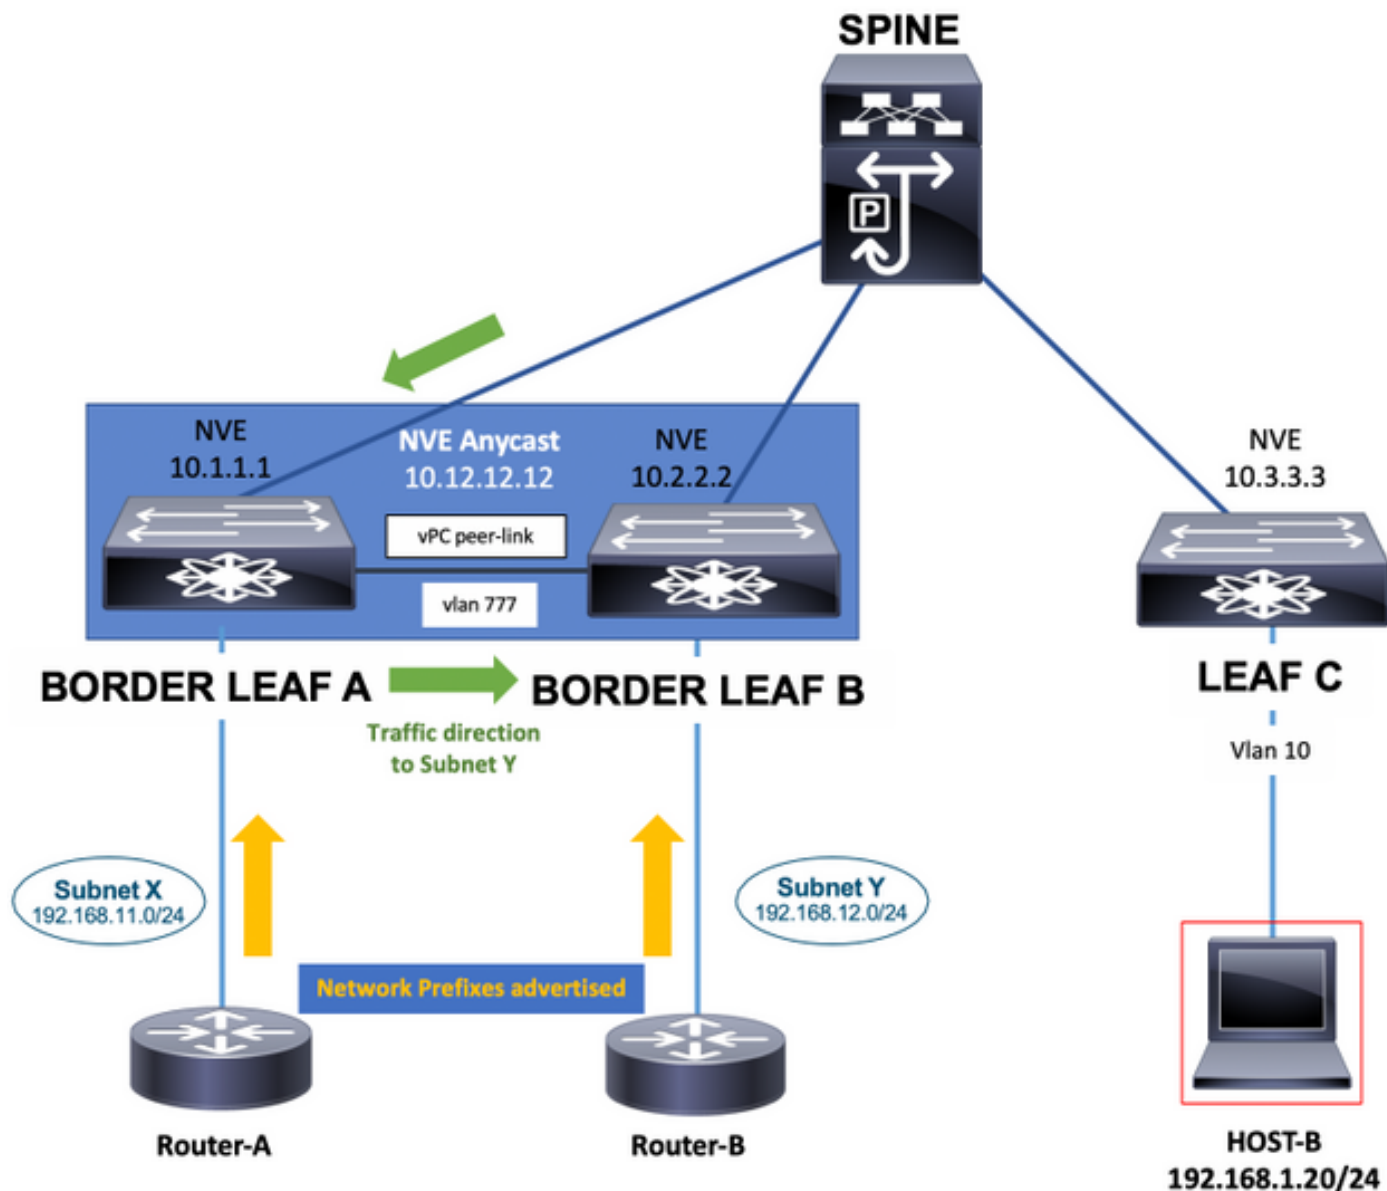 SPINE
P
NVE
10.1.1.1
NVE Anycast
10.12.12.12
NVE
10.2.2.2
NVE
10.3.3.3
vPC peer-link
vlan 777
BORDER LEAF A
BORDER LEAF B
LEAF C
Traffic direction
to Subnet Y
Vlan 10
Subnet X
192.168.11.0/24
Subnet Y
192.168.12.0/24
Network Prefixes advertised
Router-A
Router-B
HOST-B
192.168.1.20/24